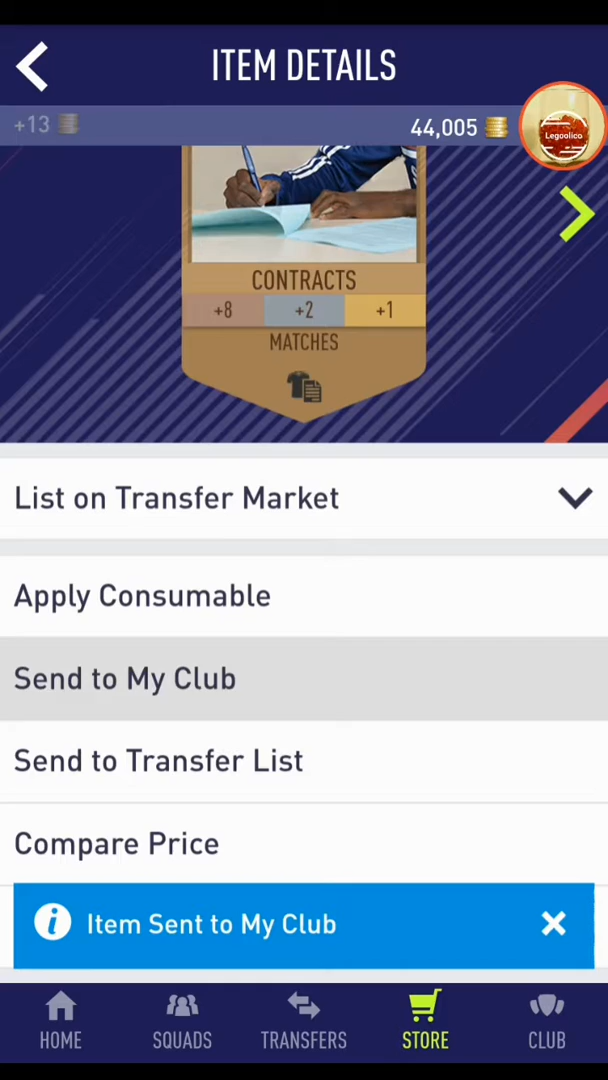 ITEM DETAILS
+13
44,005
Legoolico
CONTRACTS
+8 +2 +1
MATCHES
List on Transfer Market
Apply Consumable
Send to My Club
Send to Transfer List
Compare Price
i Item Sent to My Club
HOME SQUADS TRANSFERS STORE CLUB